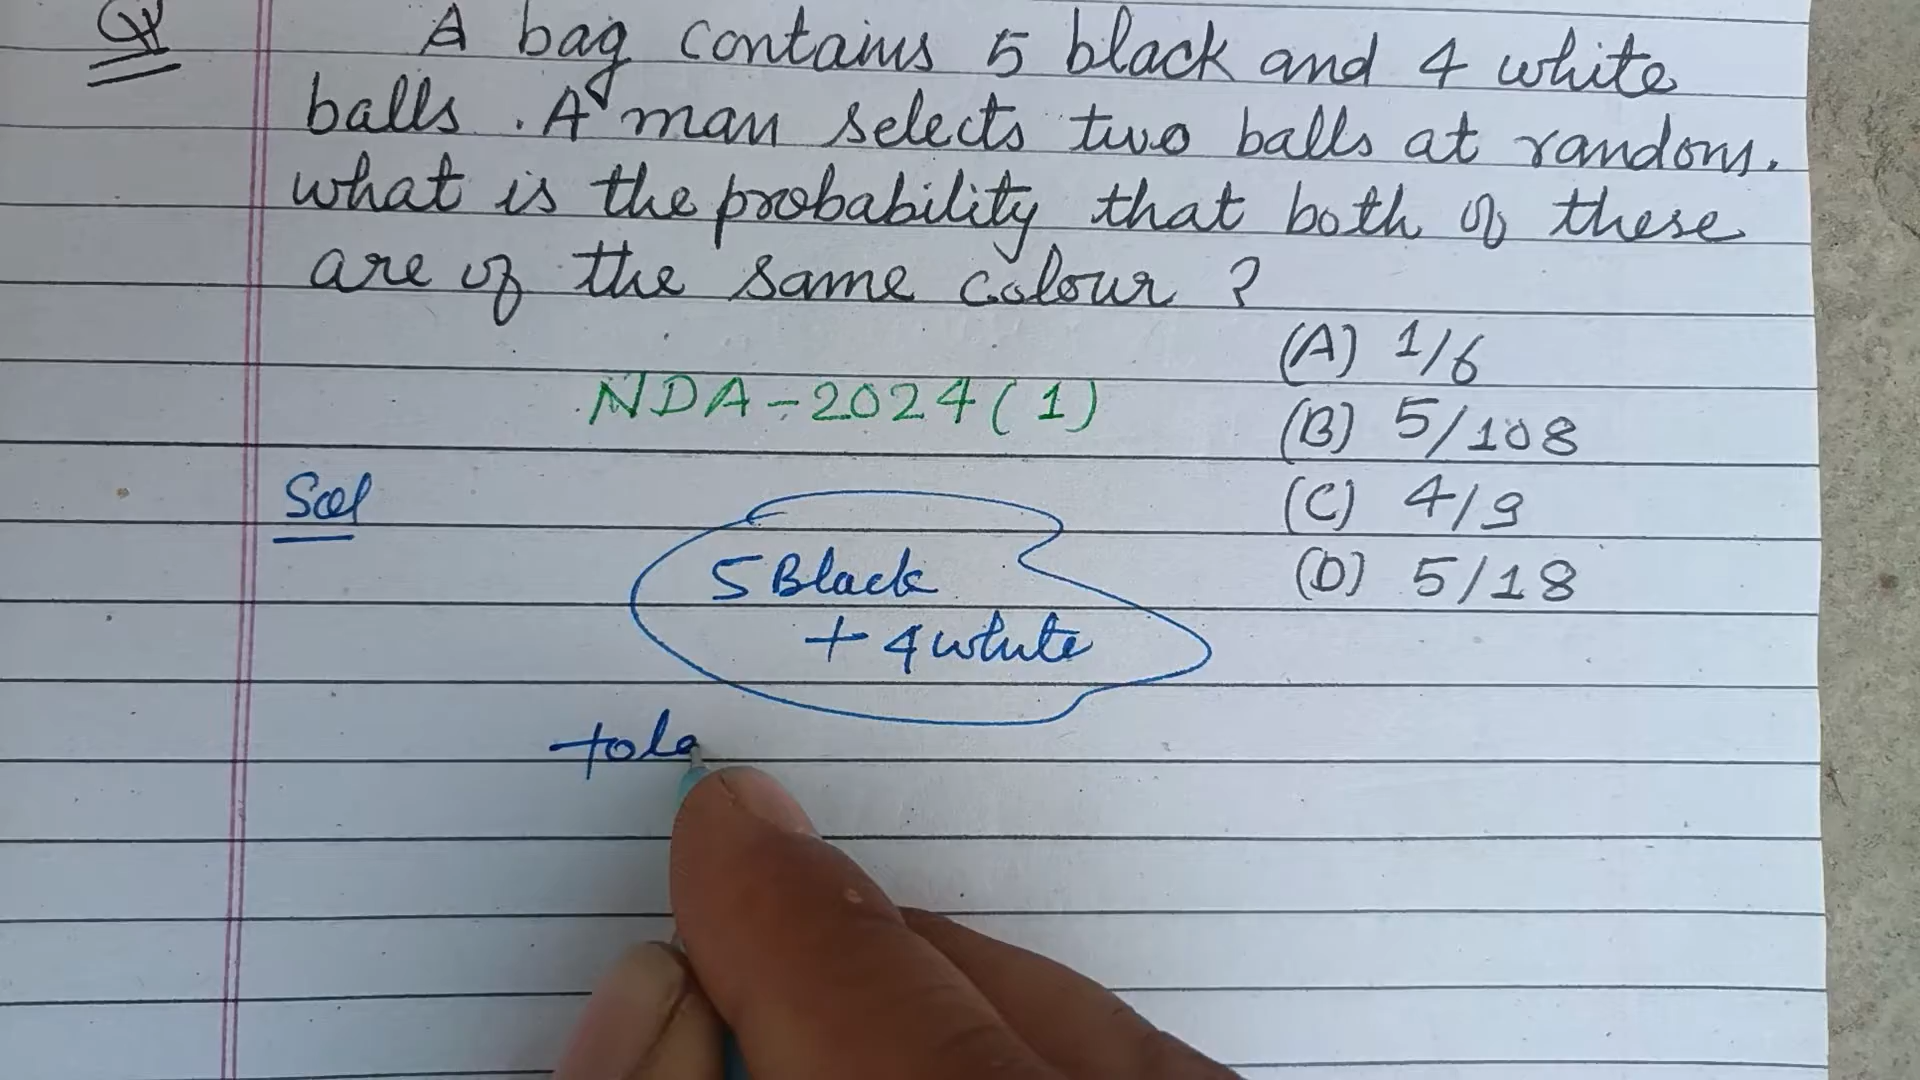 Q
A bag contains 5 black and 4 white
balls. A man selects two balls at random.
what is the probability that both of these
are of the same colour ?
(A) 1/6
NDA-2024(1)
(B) 5/108
(C) 4/9
Sol
(D) 5/18
5 Black
+ 4 white